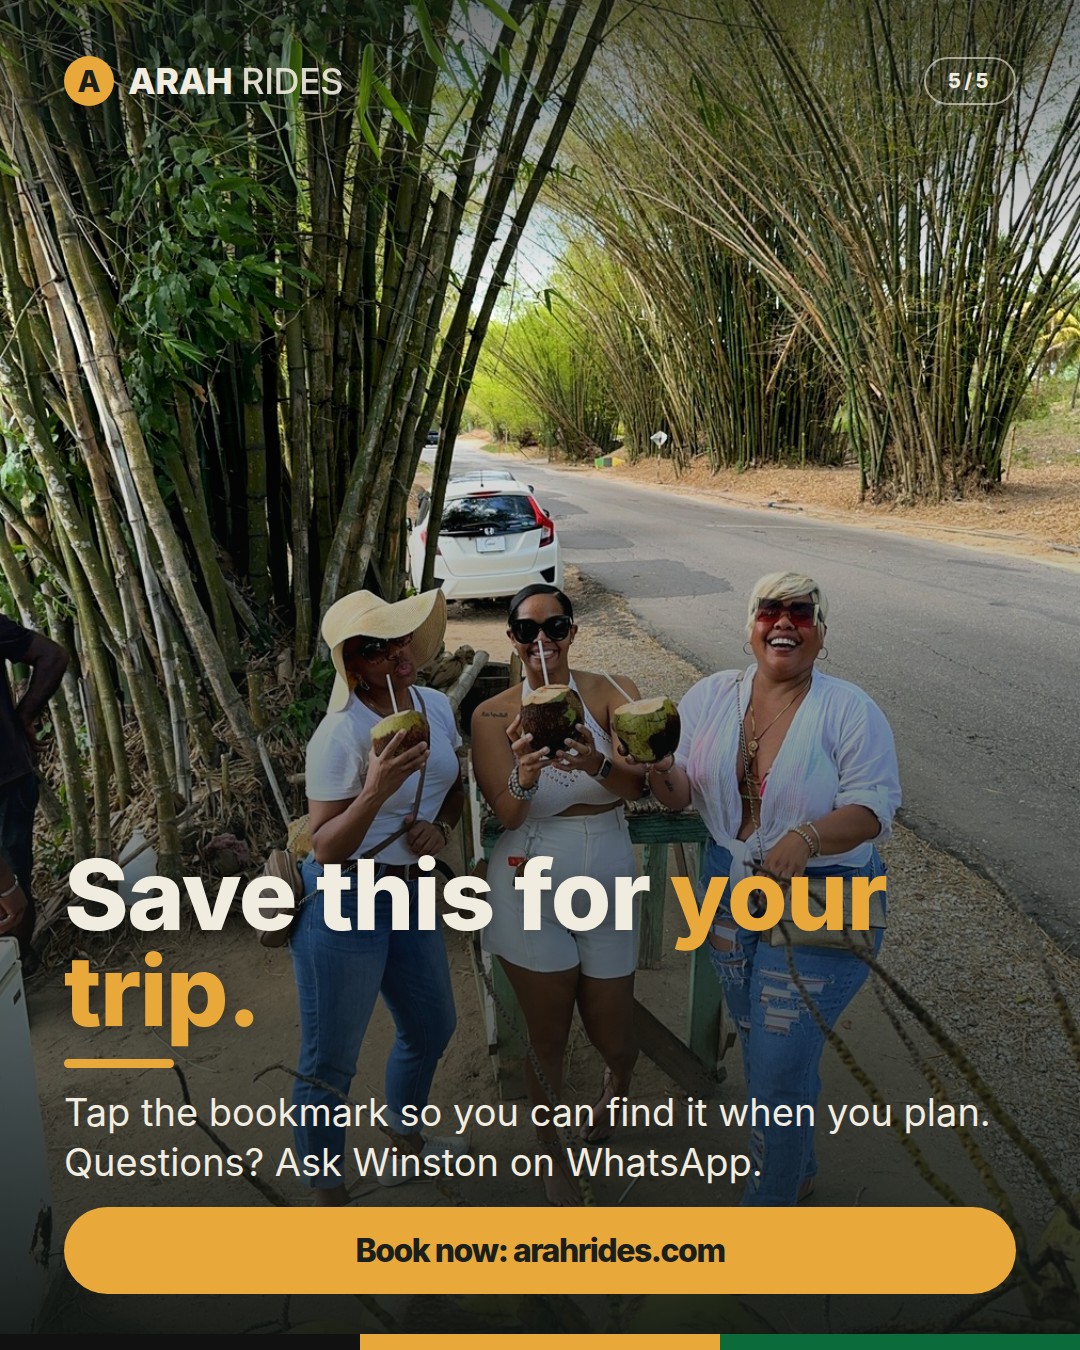 A ARAH RIDES
5/5
Save this for your
trip.
Tap the bookmark so you can find it when you plan.
Questions? Ask Winston on WhatsApp.
Book now: arahrides.com